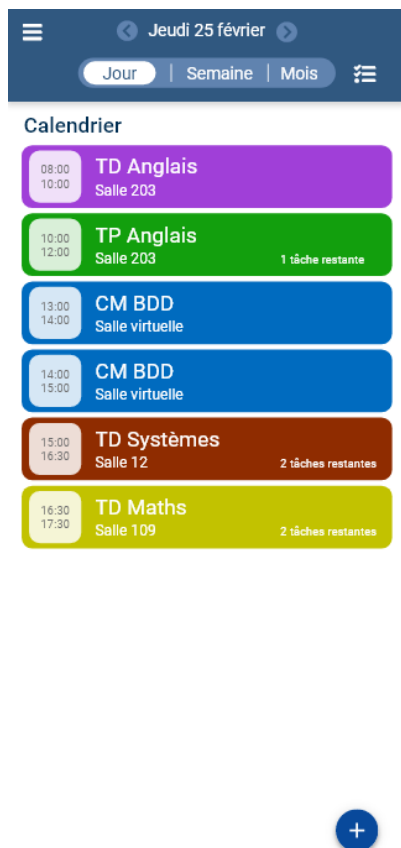 Jeudi 25 février
Jour | Semaine | Mois
Calendrier
08:00
10:00
TD Anglais
Salle 203
10:00
12:00
TP Anglais
Salle 203
1 tâche restante
13:00
14:00
CM BDD
Salle virtuelle
14:00
15:00
CM BDD
Salle virtuelle
15:00
16:30
TD Systèmes
Salle 12
2 tâches restantes
16:30
17:30
TD Maths
Salle 109
2 tâches restantes
+